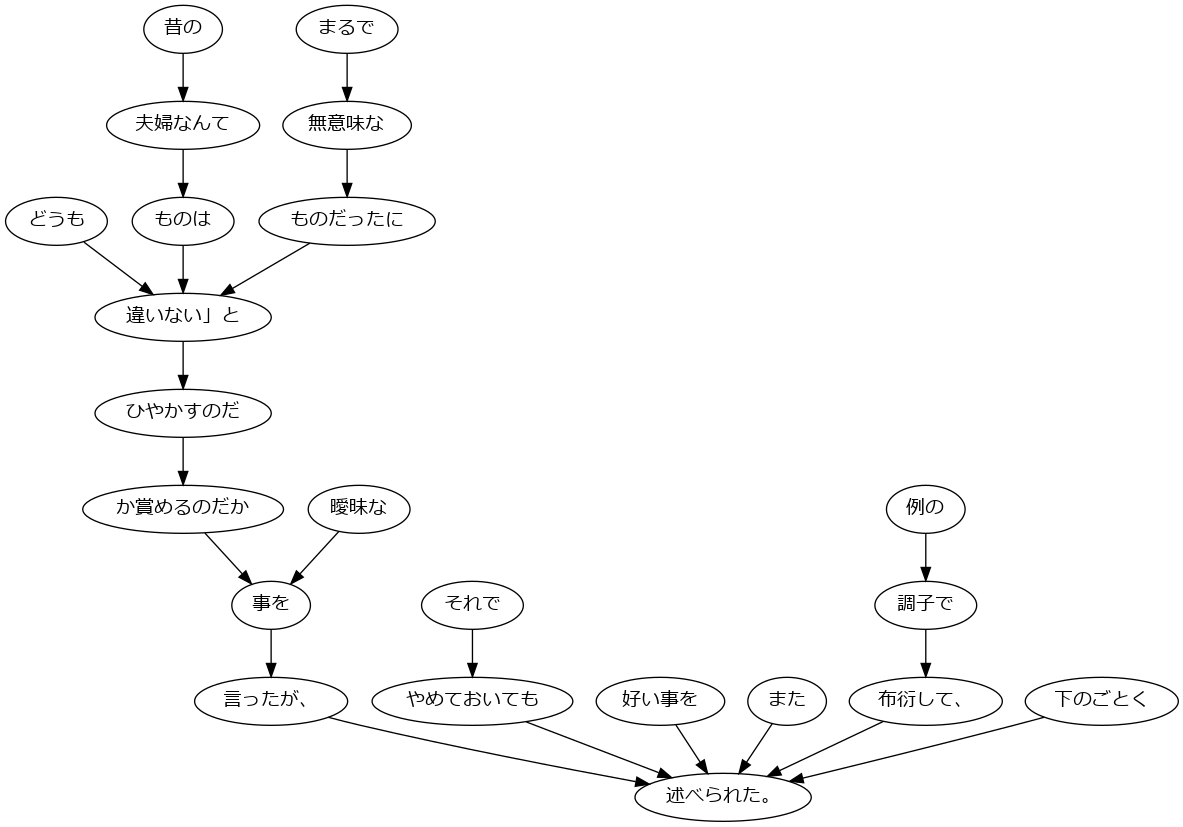 昔の
まるで
夫婦なんて
無意味な
どうも
ものは
ものだったに
違いない」と
ひやかすのだ
か賞めるのだか
曖昧な
例の
事を
それで
調子で
言ったが、
やめておいても
好い事を
また
布衍して、
下のごとく
述べられた。